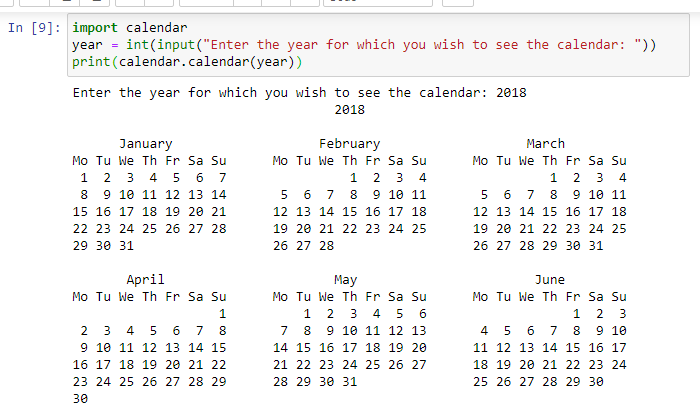 In [9]: import calendar
year = int(input("Enter the year for which you wish to see the calendar: "))
print(calendar.calendar(year))
Enter the year for which you wish to see the calendar: 2018
2018
January February March
Mo Tu We Th Fr Sa Su Mo Tu We Th Fr Sa Su Mo Tu We Th Fr Sa Su
1 2 3 4 5 6 7 1 2 3 4 1 2 3 4
8 9 10 11 12 13 14 5 6 7 8 9 10 11 5 6 7 8 9 10 11
15 16 17 18 19 20 21 12 13 14 15 16 17 18 12 13 14 15 16 17 18
22 23 24 25 26 27 28 19 20 21 22 23 24 25 19 20 21 22 23 24 25
29 30 31 26 27 28 26 27 28 29 30 31
April May June
Mo Tu We Th Fr Sa Su Mo Tu We Th Fr Sa Su Mo Tu We Th Fr Sa Su
1 1 2 3 4 5 6 1 2 3
2 3 4 5 6 7 8 7 8 9 10 11 12 13 4 5 6 7 8 9 10
9 10 11 12 13 14 15 14 15 16 17 18 19 20 11 12 13 14 15 16 17
16 17 18 19 20 21 22 21 22 23 24 25 26 27 18 19 20 21 22 23 24
23 24 25 26 27 28 29 28 29 30 31 25 26 27 28 29 30
30